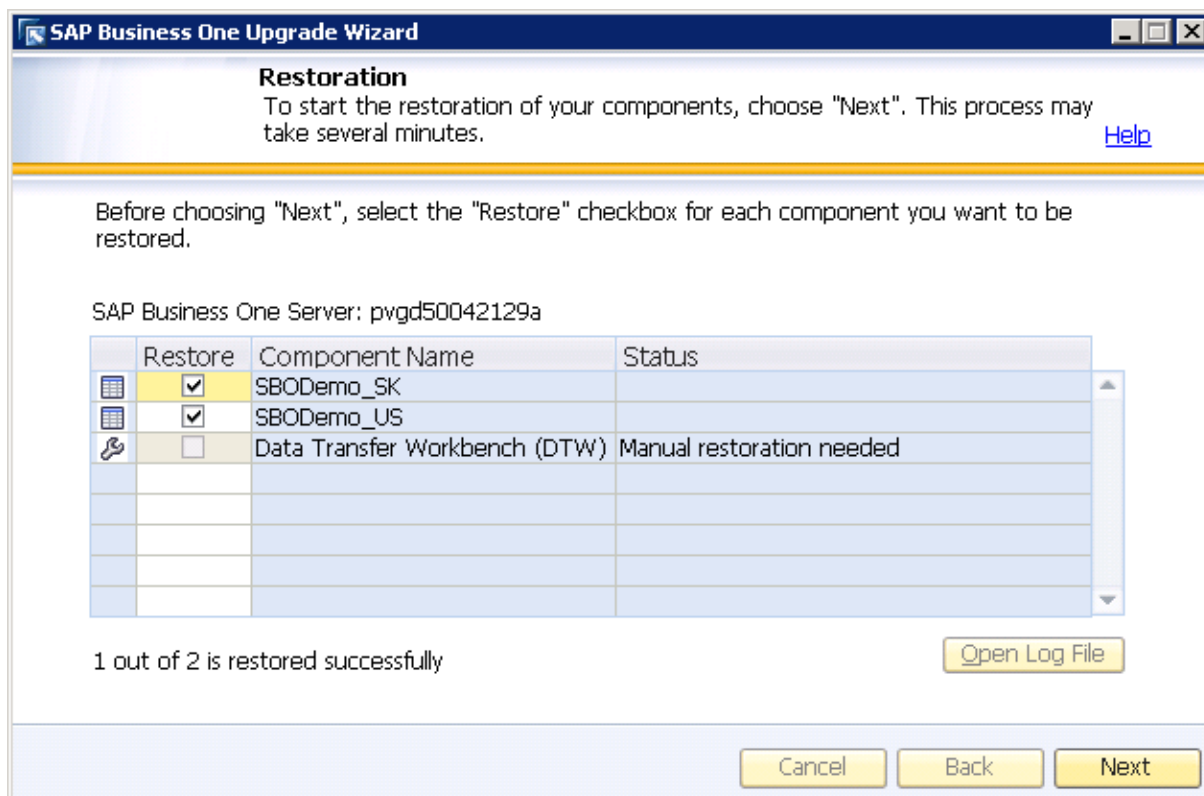 SAP Business One Upgrade Wizard
Restoration
To start the restoration of your components, choose "Next". This process may
take several minutes.
Help
Before choosing "Next", select the "Restore" checkbox for each component you want to be
restored.
SAP Business One Server: pvgd50042129a
Restore Component Name Status
SBODemo_SK
SBODemo_US
Data Transfer Workbench (DTW) Manual restoration needed
1 out of 2 is restored successfully
Open Log File
Cancel Back Next